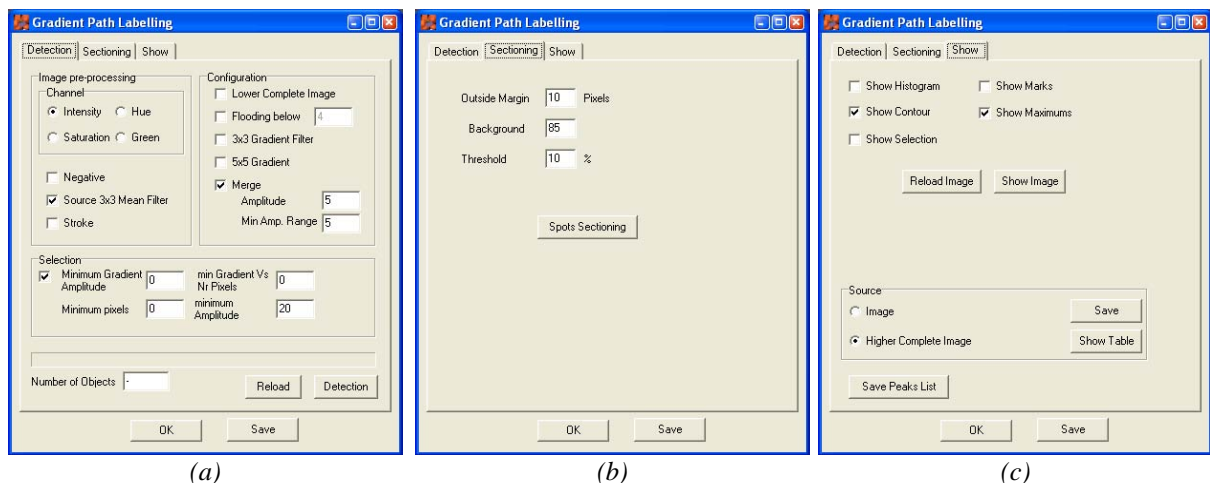 Gradient Path Labelling
Detection Sectioning Show
Image pre-processing
Channel
Intensity Hue
Saturation Green
Negative
Source 3x3 Mean Filter
Stroke
Configuration
Lower Complete Image
Flooding below 4
3x3 Gradient Filter
5x5 Gradient
Merge
Amplitude 5
Min Amp. Range 5
Selection
Minimum Gradient Amplitude 0
min Gradient Vs Nr Pixels 0
Minimum pixels 0
minimum Amplitude 20
Number of Objects -
Reload Detection
OK Save
(a)
Gradient Path Labelling
Detection Sectioning Show
Outside Margin 10 Pixels
Background 85
Threshold 10 %
Spots Sectioning
OK Save
(b)
Gradient Path Labelling
Detection Sectioning Show
Show Histogram Show Marks
Show Contour Show Maximums
Show Selection
Reload Image Show Image
Source
Image Save
Higher Complete Image Show Table
Save Peaks List
OK Save
(c)